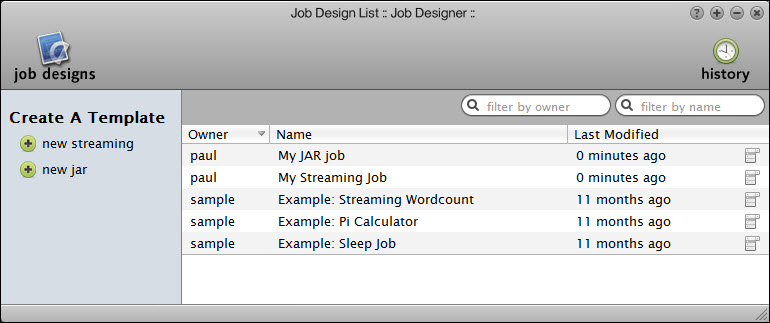 Job Design List :: Job Designer ::
job designs
history
Create A Template
new streaming
new jar
filter by owner filter by name
Owner Name Last Modified
paul My JAR job 0 minutes ago
paul My Streaming Job 0 minutes ago
sample Example: Streaming Wordcount 11 months ago
sample Example: Pi Calculator 11 months ago
sample Example: Sleep Job 11 months ago